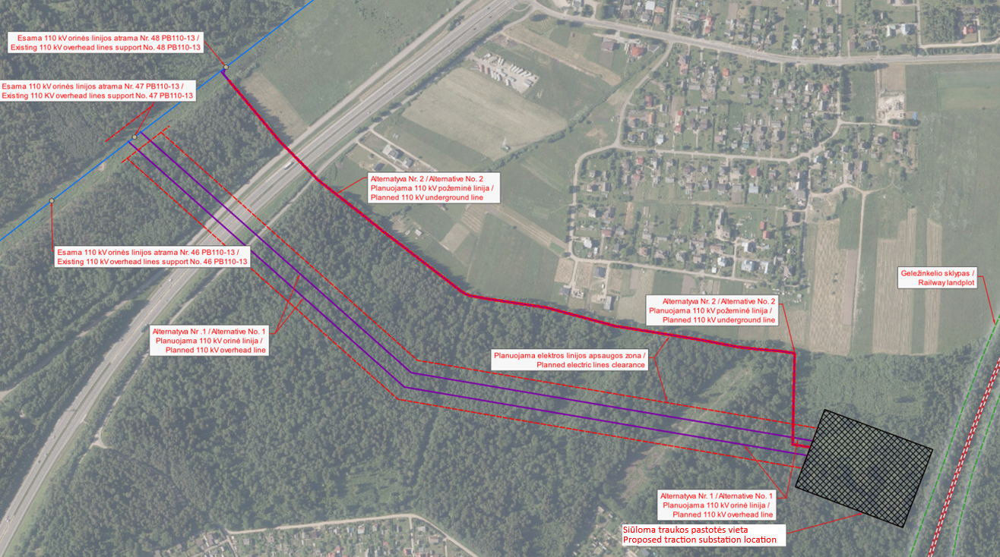 Esama 110 kV orinės linijos atrama Nr. 48 PB110-13 /
Existing 110 kV overhead lines support No. 48 PB110-13
Esama 110 kV orinės linijos atrama Nr. 47 PB110-13 /
Existing 110 KV overhead lines support No. 47 PB110-13
Alternatyva Nr. 2 / Alternative No. 2
Planuojama 110 kV požeminė linija /
Planned 110 kV underground line
Esama 110 kV orinės linijos atrama Nr. 46 PB110-13 /
Existing 110 kV overhead lines support No. 46 PB110-13
Geležinkelio sklypas /
Railway landplot
Alternatyva Nr. 2 / Alternative No. 2
Planuojama 110 kV požeminė linija /
Planned 110 kV underground line
Alternatyva Nr .1 / Alternative No. 1
Planuojama 110 kV orinė linija /
Planned 110 kV overhead line
Planuojama elektros linijos apsaugos zona /
Planned electric lines clearance
Alternatyva Nr. 1 / Alternative No. 1
Planuojama 110 kV orinė linija /
Planned 110 kV overhead line
Siūloma traukos pastotės vieta
Proposed traction substation location